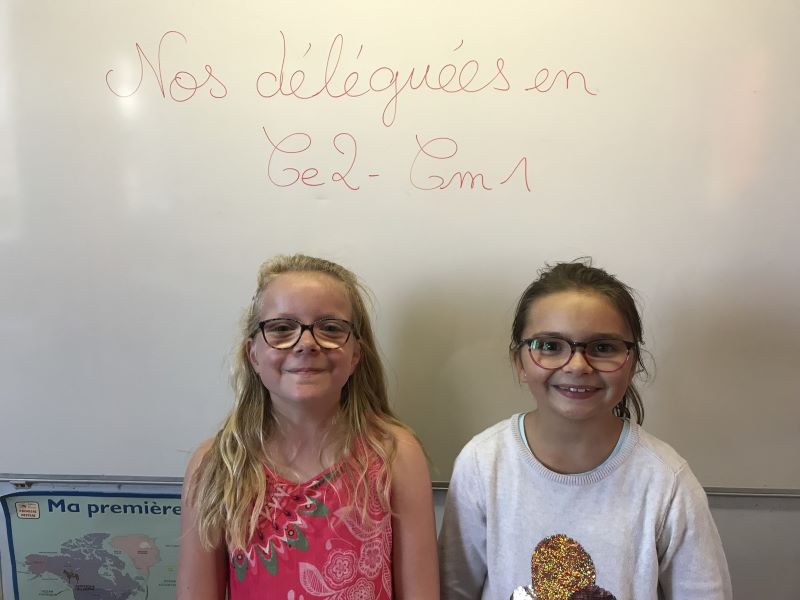 Nos déléguées en
Ce2 - Cm1
Ma première